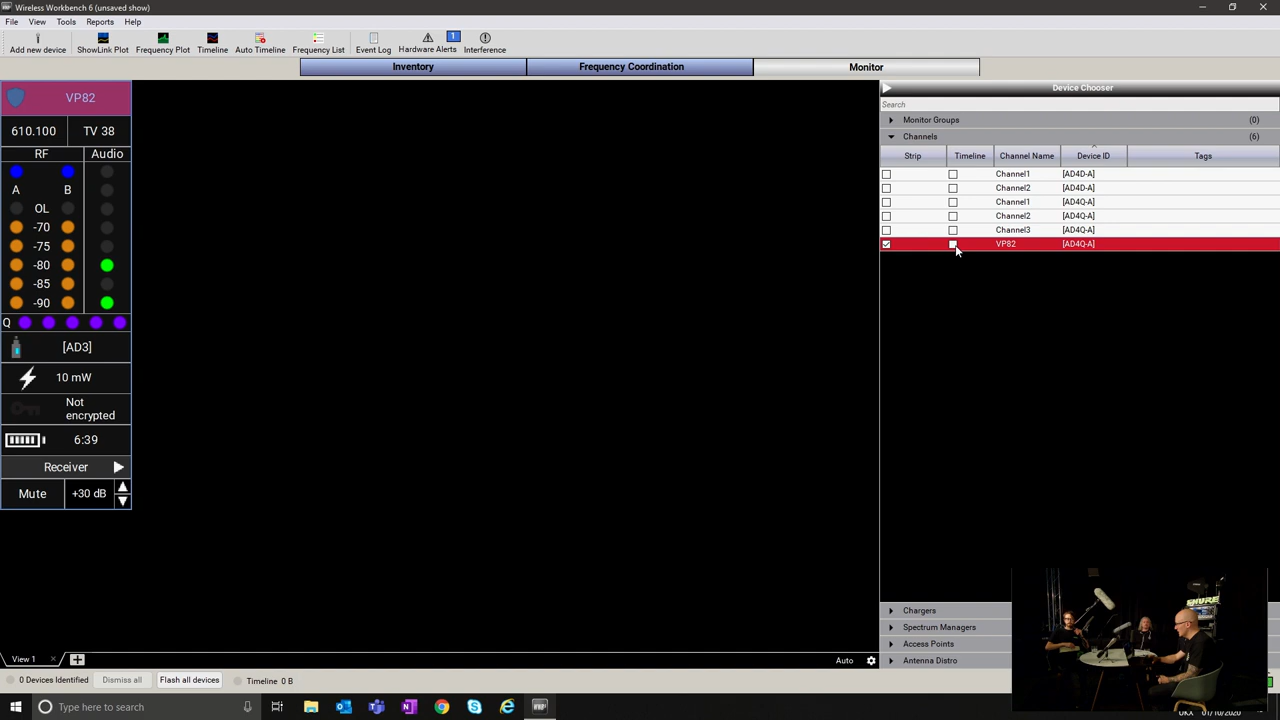 Wireless Workbench 6 (unsaved show)
File View Tools Reports Help
Add new device ShowLink Plot Frequency Plot Timeline Auto Timeline Frequency List Event Log Hardware Alerts 1 Interference
Inventory Frequency Coordination Monitor
VP82
610.100 TV 38
RF Audio
A B
OL
-70
-75
-80
-85
-90
Q
[AD3]
10 mW
Not
encrypted
6:39
Receiver
Mute +30 dB
Device Chooser
Search
Monitor Groups (0)
Channels (6)
Strip Timeline Channel Name Device ID Tags
Channel1 [AD4D-A]
Channel2 [AD4D-A]
Channel1 [AD4Q-A]
Channel2 [AD4Q-A]
Channel3 [AD4Q-A]
VP82 [AD4Q-A]
Chargers
Spectrum Managers
Access Points
Antenna Distro
SHURE
View 1 Auto
0 Devices Identified Dismiss all Flash all devices Timeline 0 B
Type here to search
WWB
01/10/2020